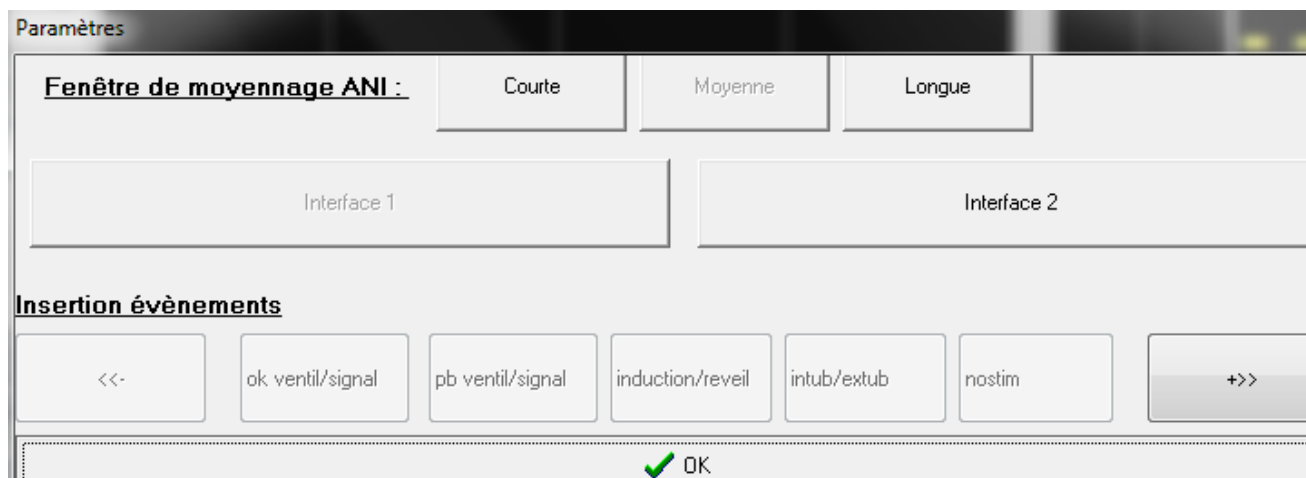 Paramètres
Fenêtre de moyennage ANI : Courte Moyenne Longue
Interface 1 Interface 2
Insertion évènements
<<- ok ventil/signal pb ventil/signal induction/reveil intub/extub nostim +>>
OK